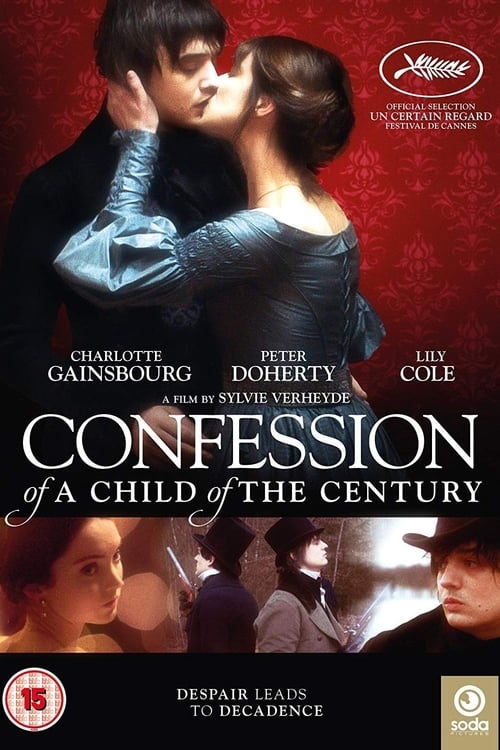 OFFICIAL SELECTION
UN CERTAIN REGARD
FESTIVAL DE CANNES
CHARLOTTE GAINSBOURG
PETER DOHERTY
LILY COLE
A FILM BY SYLVIE VERHEYDE
CONFESSION
of A CHILD of THE CENTURY
15
DESPAIR LEADS
TO DECADENCE
soda
PICTURES